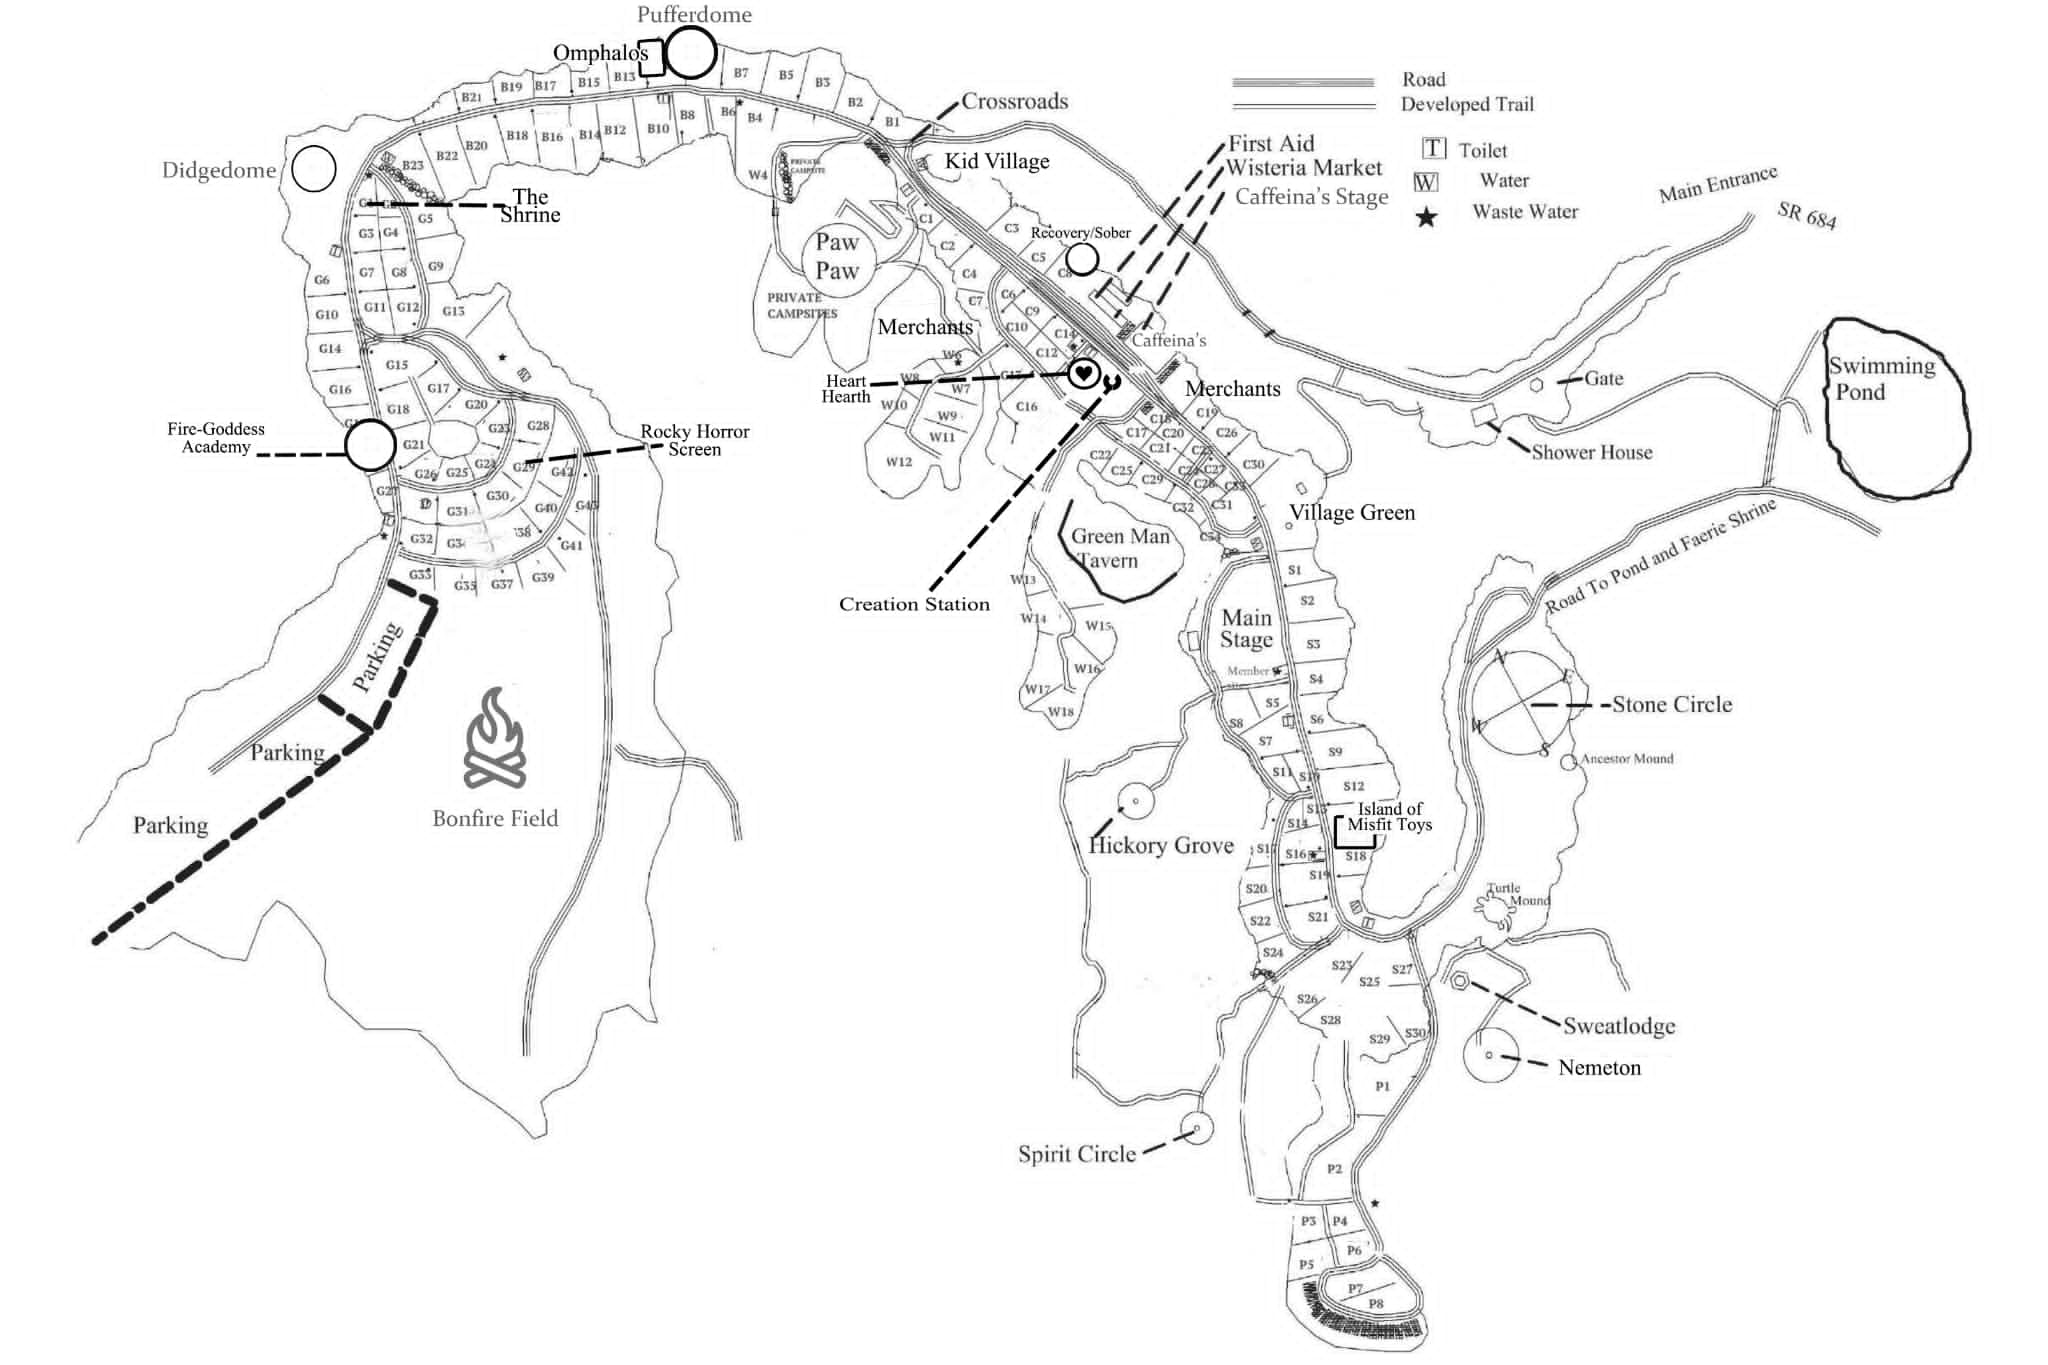 Pufferdome
Omphalos
B21
B19
B17
B15
B13
B7
B5
B3
B2
B1
B23
B22
B20
B18
B16
B14
B12
B10
B8
B6
B4
W4
PRIVATE
CAMPSITE
Didgedome
The
Shrine
Crossroads
Kid Village
Road
Developed Trail
T Toilet
W Water
Waste Water
First Aid
Wisteria Market
Caffeina's Stage
Main Entrance
SR 684
Recovery/Sober
Paw
Paw
PRIVATE
CAMPSITES
C1
C2
C3
C4
C5
C6
C7
C8
C9
C10
C12
C14
C16
Merchants
Caffeina's
Merchants
Heart
Hearth
W6
W8
W7
W10
W9
W11
W12
G3
G4
G5
G6
G7
G8
G9
G10
G11
G12
G13
G14
G15
G16
G17
G18
G20
G21
G23
G24
G25
G26
G27
G28
G29
G30
G31
G32
G33
G35
G37
G39
G40
G41
G42
G43
Fire-Goddess
Academy
Rocky Horror
Screen
Parking
Parking
Parking
Bonfire Field
Creation Station
C17
C18
C19
C20
C21
C22
C23
C24
C25
C26
C27
C28
C29
C30
C31
C32
C33
C34
Village Green
Green Man
Tavern
Gate
Shower House
Swimming
Pond
Road To Pond and Faerie Shrine
W13
W14
W15
W16
W17
W18
Main
Stage
Member
S1
S2
S3
S4
S5
S6
S7
S8
S9
S10
S11
S12
S13
S14
S16
S18
S19
S20
S21
S22
S23
S24
S25
S26
S27
S28
S29
S30
Island of
Misfit Toys
Hickory Grove
N
E
W
S
Stone Circle
Ancestor Mound
Turtle
Mound
Sweatlodge
Nemeton
Spirit Circle
P1
P2
P3
P4
P5
P6
P7
P8